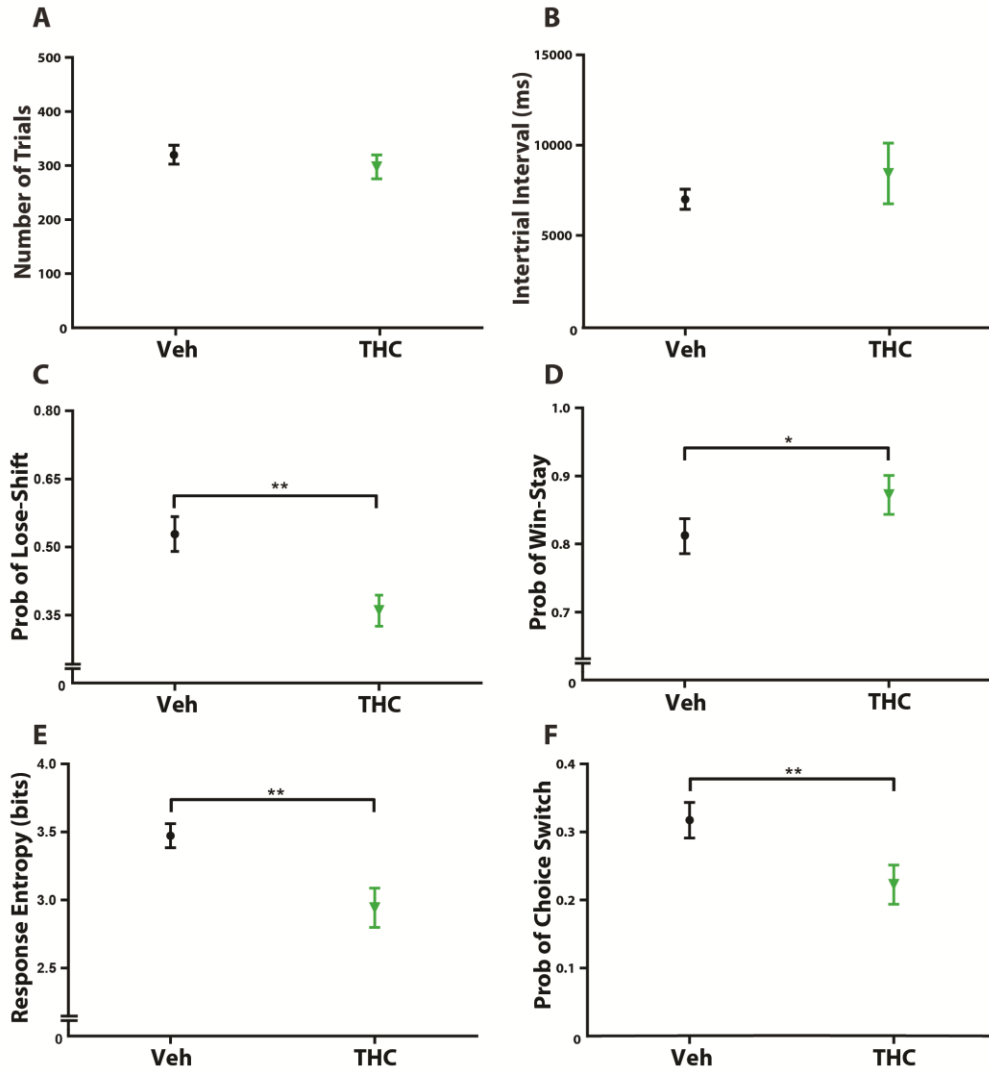 A
Number of Trials
500
400
300
200
100
0
Veh
THC
B
Intertrial Interval (ms)
15000
10000
5000
0
Veh
THC
C
Prob of Lose-Shift
0.80
0.65
0.50
0.35
0
**
Veh
THC
D
Prob of Win-Stay
1.0
0.9
0.8
0.7
0
*
Veh
THC
E
Response Entropy (bits)
4.0
3.5
3.0
2.5
0
**
Veh
THC
F
Prob of Choice Switch
0.4
0.3
0.2
0.1
0
**
Veh
THC